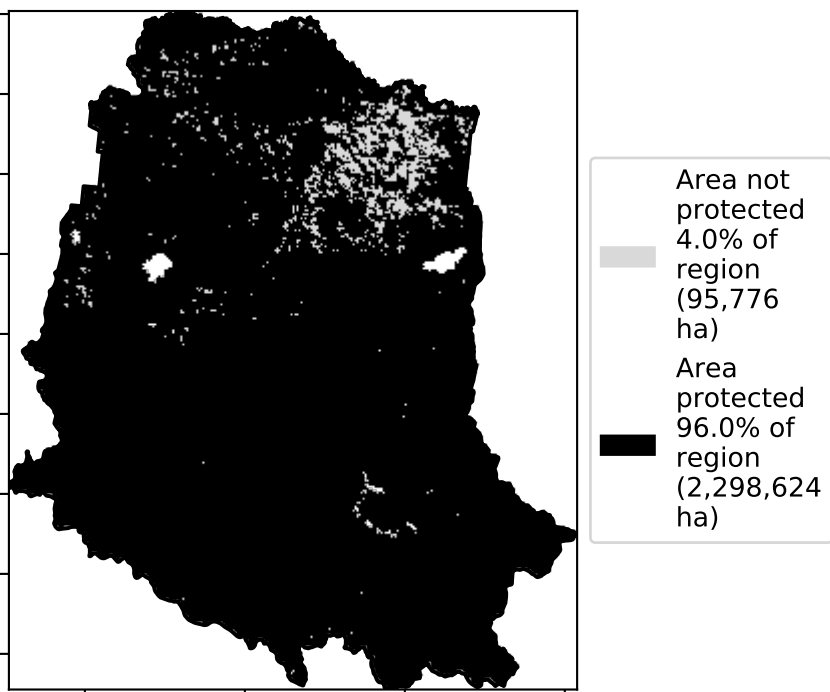 Area not
protected
4.0% of
region
(95,776
ha)
Area
protected
96.0% of
region
(2,298,624
ha)